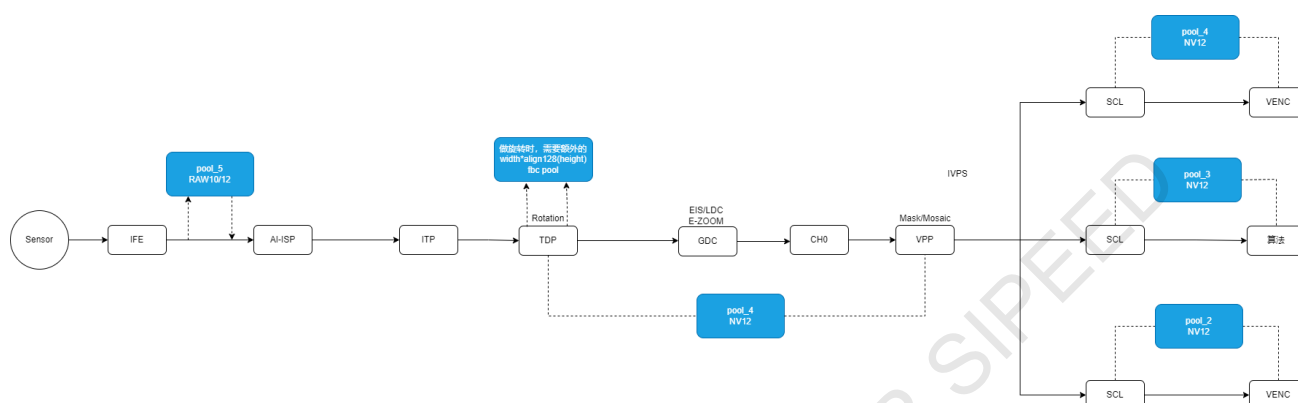 pool_4
NV12
SCL
VENC
pool_5
RAW10/12
做旋转时，需要额外的
width*align128(height)
fbc pool
IVPS
pool_3
NV12
Rotation
EIS/LDC
E-ZOOM
Mask/Mosaic
Sensor
IFE
AI-ISP
ITP
TDP
GDC
CH0
VPP
SCL
算法
pool_4
NV12
pool_2
NV12
SCL
VENC
SIPEED